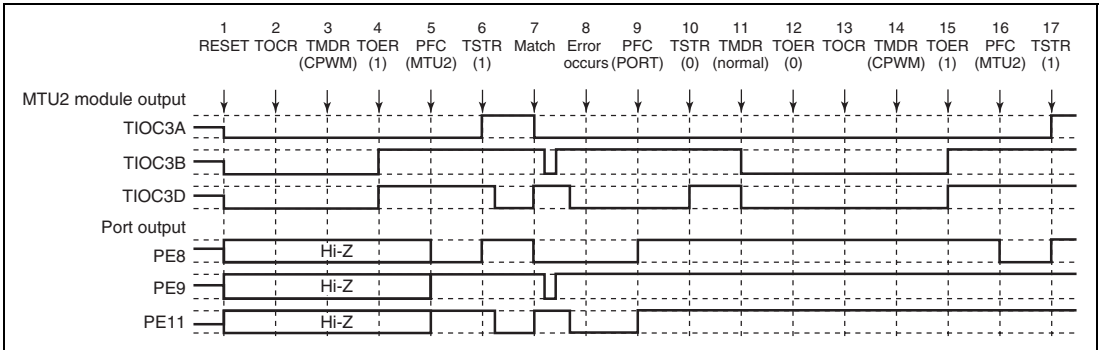 1 2 3 4 5 6 7 8 9 10 11 12 13 14 15 16 17
RESET TOCR TMDR TOER PFC TSTR Match Error PFC TSTR TMDR TOER TOCR TMDR TOER PFC TSTR
(CPWM) (1) (MTU2) (1) occurs (PORT) (0) (normal) (0) (CPWM) (1) (MTU2) (1)
MTU2 module output
TIOC3A
TIOC3B
TIOC3D
Port output
PE8 Hi-Z
PE9 Hi-Z
PE11 Hi-Z